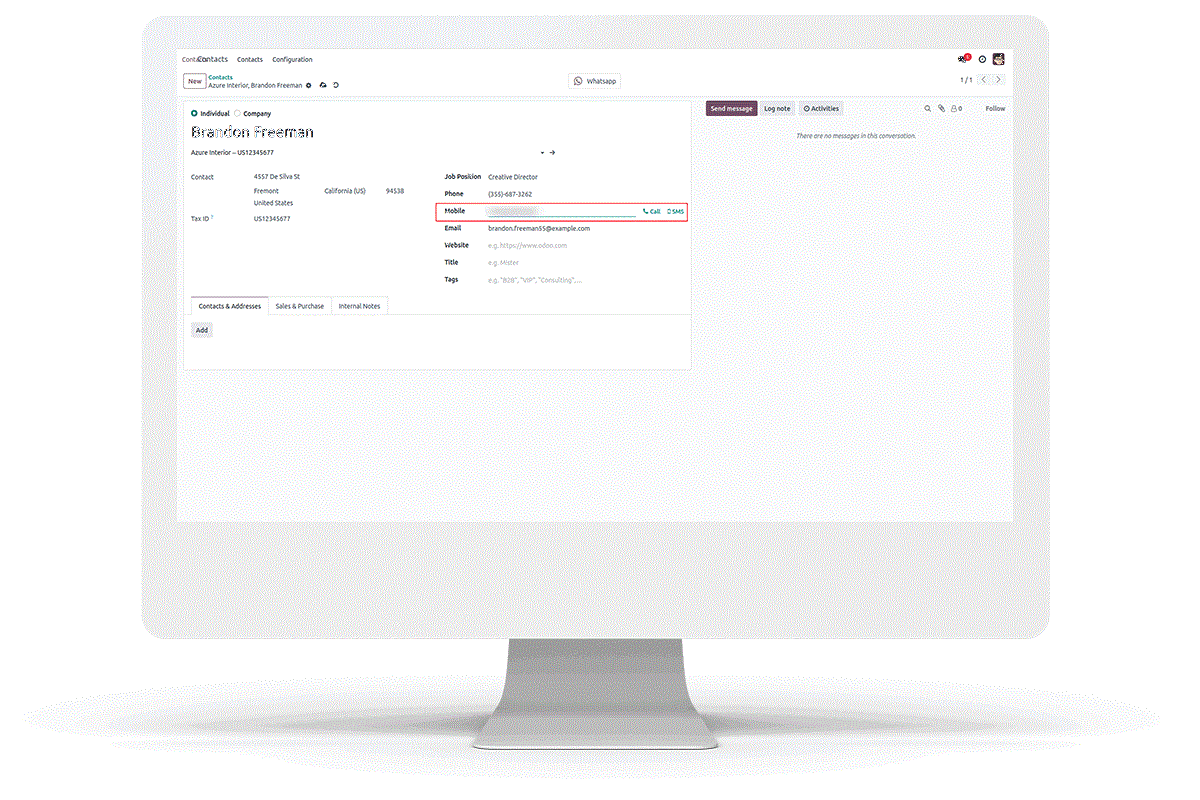 Contacts Contacts Configuration
New Contacts
Azure Interior, Brandon Freeman
Whatsapp
1 / 1
Send message Log note Activities 0 Follow
There are no messages in this conversation.
Individual Company
Brandon Freeman
Azure Interior – US12345677
Contact 4557 De Silva St
Fremont California (US) 94538
United States
Tax ID ? US12345677
Job Position Creative Director
Phone (355)-687-3262
Mobile Call SMS
Email brandon.freeman55@example.com
Website e.g. https://www.odoo.com
Title e.g. Mister
Tags e.g. "B2B", "VIP", "Consulting", ...
Contacts & Addresses Sales & Purchase Internal Notes
Add